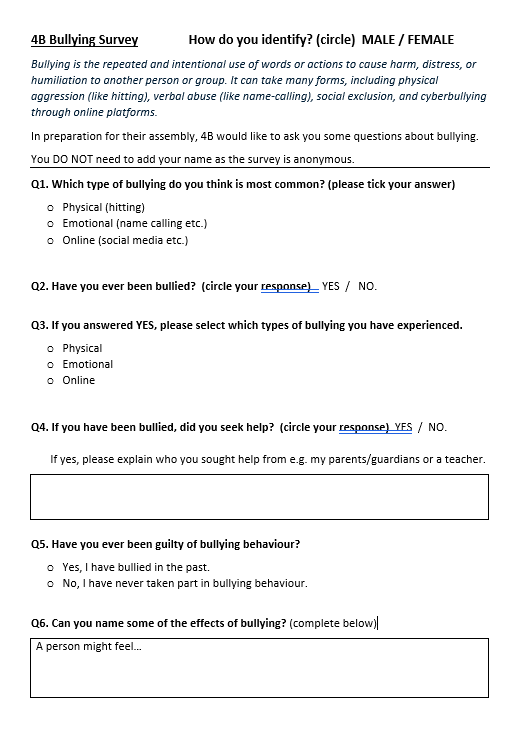 4B Bullying Survey How do you identify? (circle) MALE / FEMALE
Bullying is the repeated and intentional use of words or actions to cause harm, distress, or
humiliation to another person or group. It can take many forms, including physical
aggression (like hitting), verbal abuse (like name-calling), social exclusion, and cyberbullying
through online platforms.
In preparation for their assembly, 4B would like to ask you some questions about bullying.
You DO NOT need to add your name as the survey is anonymous.
Q1. Which type of bullying do you think is most common? (please tick your answer)
o Physical (hitting)
o Emotional (name calling etc.)
o Online (social media etc.)
Q2. Have you ever been bullied? (circle your response) YES / NO.
Q3. If you answered YES, please select which types of bullying you have experienced.
o Physical
o Emotional
o Online
Q4. If you have been bullied, did you seek help? (circle your response) YES / NO.
If yes, please explain who you sought help from e.g. my parents/guardians or a teacher.
Q5. Have you ever been guilty of bullying behaviour?
o Yes, I have bullied in the past.
o No, I have never taken part in bullying behaviour.
Q6. Can you name some of the effects of bullying? (complete below)
A person might feel...